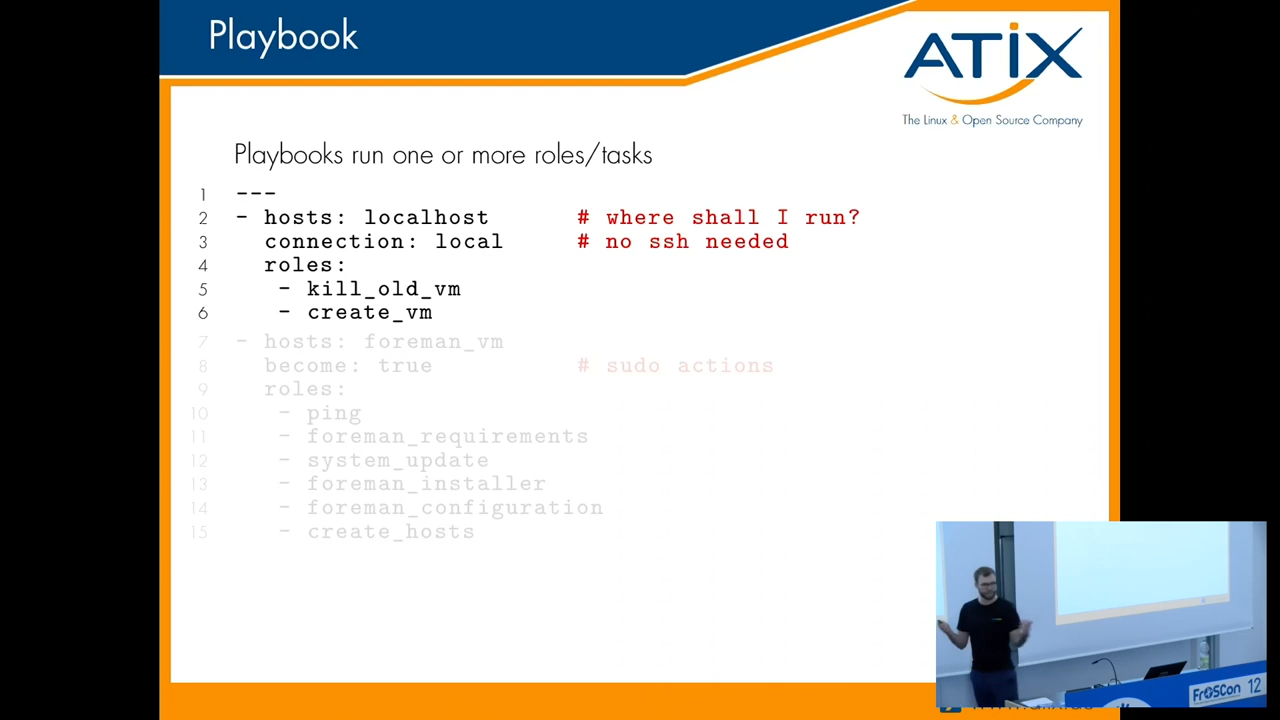 Playbook
ATIX
The Linux & Open Source Company
Playbooks run one or more roles/tasks
1 ---
2 - hosts: localhost # where shall I run?
3 connection: local # no ssh needed
4 roles:
5 - kill_old_vm
6 - create_vm
7 - hosts: foreman_vm
8 become: true # sudo actions
9 roles:
10 - ping
11 - foreman_requirements
12 - system_update
13 - foreman_installer
14 - foreman_configuration
15 - create_hosts
FrOSCon 12